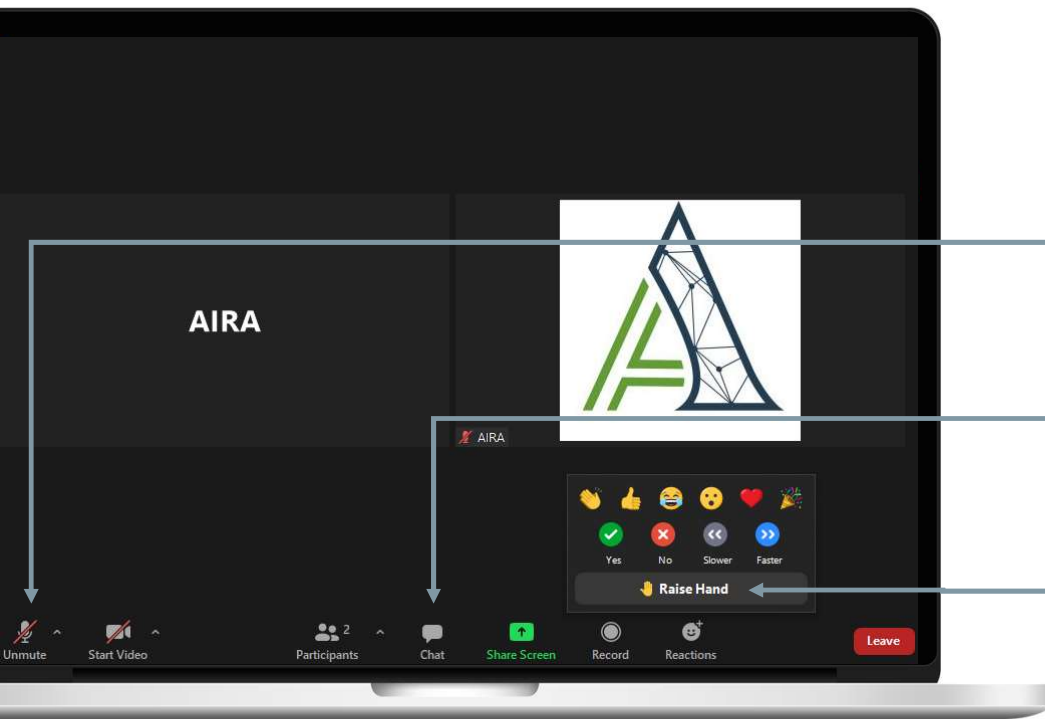 AIRA
AIRA
Yes No Slower Faster
Raise Hand
Unmute Start Video Participants 2 Chat Share Screen Record Reactions Leave